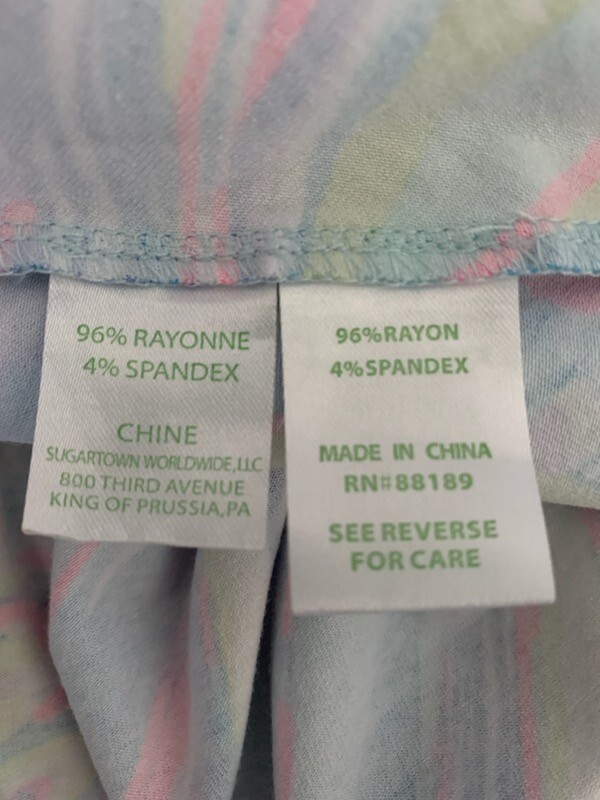 96% RAYONNE
4% SPANDEX
CHINE
SUGARTOWN WORLDWIDE,LLC
800 THIRD AVENUE
KING OF PRUSSIA,PA
96%RAYON
4%SPANDEX
MADE IN CHINA
RN#88189
SEE REVERSE
FOR CARE